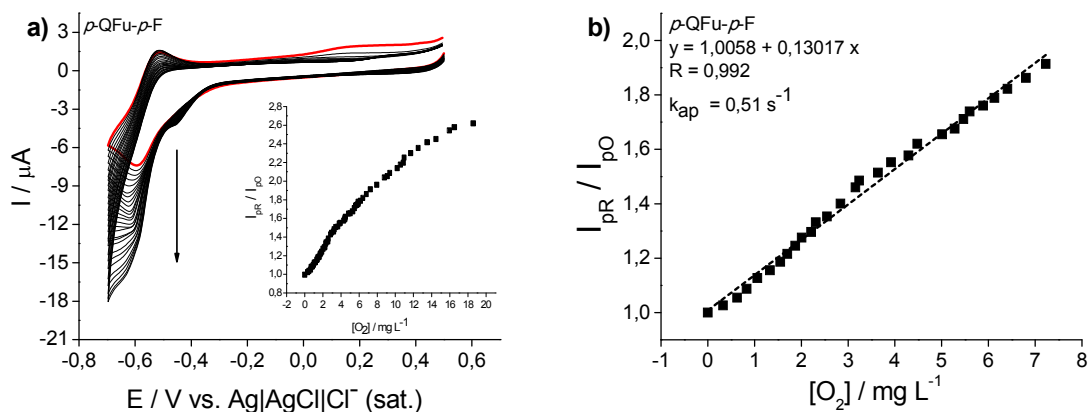 a)
p-QFu-p-F
I / μA
3
0
-3
-6
-9
-12
-15
-18
-21
-0,8 -0,6 -0,4 -0,2 0,0 0,2 0,4 0,6
E / V vs. Ag|AgCl|Cl⁻ (sat.)
I_pR / I_pO
2,8
2,6
2,4
2,2
2,0
1,8
1,6
1,4
1,2
1,0
0,8
-2 0 2 4 6 8 10 12 14 16 18 20
[O₂] / mg L⁻¹
b)
p-QFu-p-F
y = 1,0058 + 0,13017 x
R = 0,992
k_ap = 0,51 s⁻¹
I_pR / I_pO
2,0
1,8
1,6
1,4
1,2
1,0
-1 0 1 2 3 4 5 6 7 8
[O₂] / mg L⁻¹